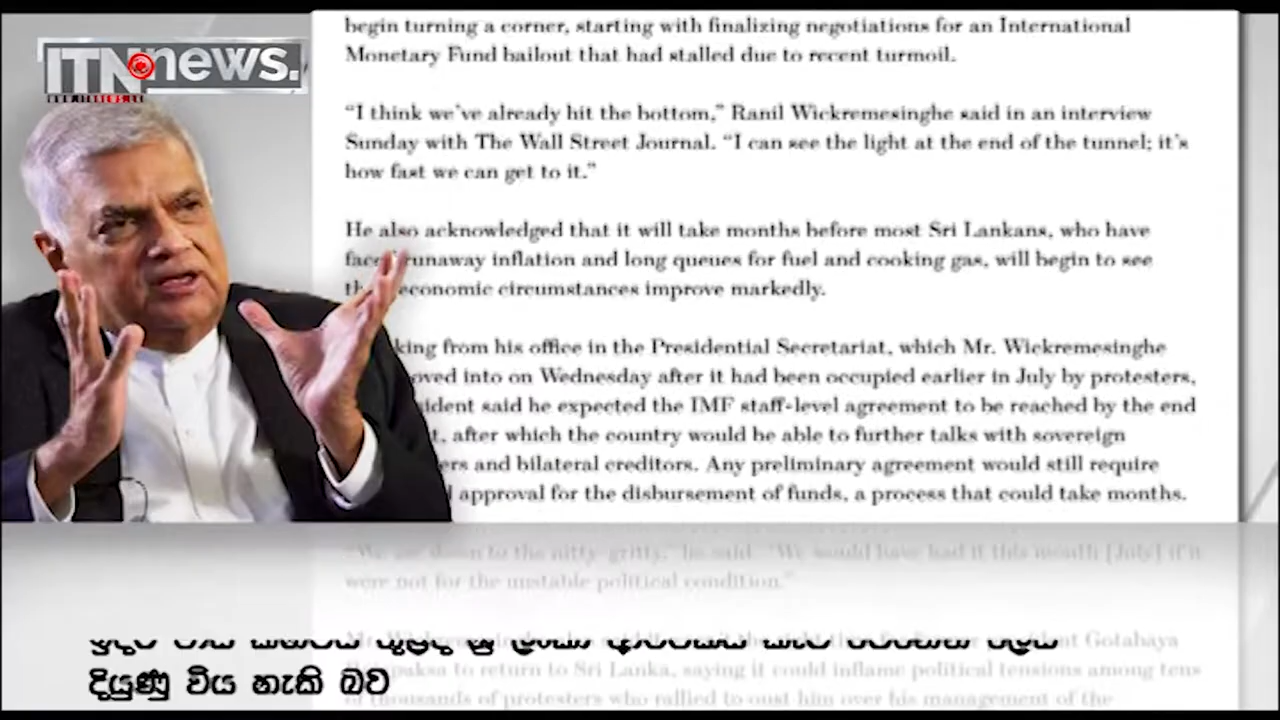 ITN news.
WWW.ITNNEWS.LK
begin turning a corner, starting with finalizing negotiations for an International
Monetary Fund bailout that had stalled due to recent turmoil.
“I think we’ve already hit the bottom,” Ranil Wickremesinghe said in an interview
Sunday with The Wall Street Journal. “I can see the light at the end of the tunnel; it’s
how fast we can get to it.”
He also acknowledged that it will take months before most Sri Lankans, who have
faced runaway inflation and long queues for fuel and cooking gas, will begin to see
economic circumstances improve markedly.
king from his office in the Presidential Secretariat, which Mr. Wickremesinghe
oved into on Wednesday after it had been occupied earlier in July by protesters,
ident said he expected the IMF staff-level agreement to be reached by the end
t, after which the country would be able to further talks with sovereign
ers and bilateral creditors. Any preliminary agreement would still require
approval for the disbursement of funds, a process that could take months.
“We are down to the nitty-gritty,” he said. “We would have had it this month [July] if it
were not for the unstable political condition.”
Gotabaya
to return to Sri Lanka, saying it could inflame political tensions among tens
දියුණු විය හැකි බව
of thousands of protesters who rallied to oust him over his management of the